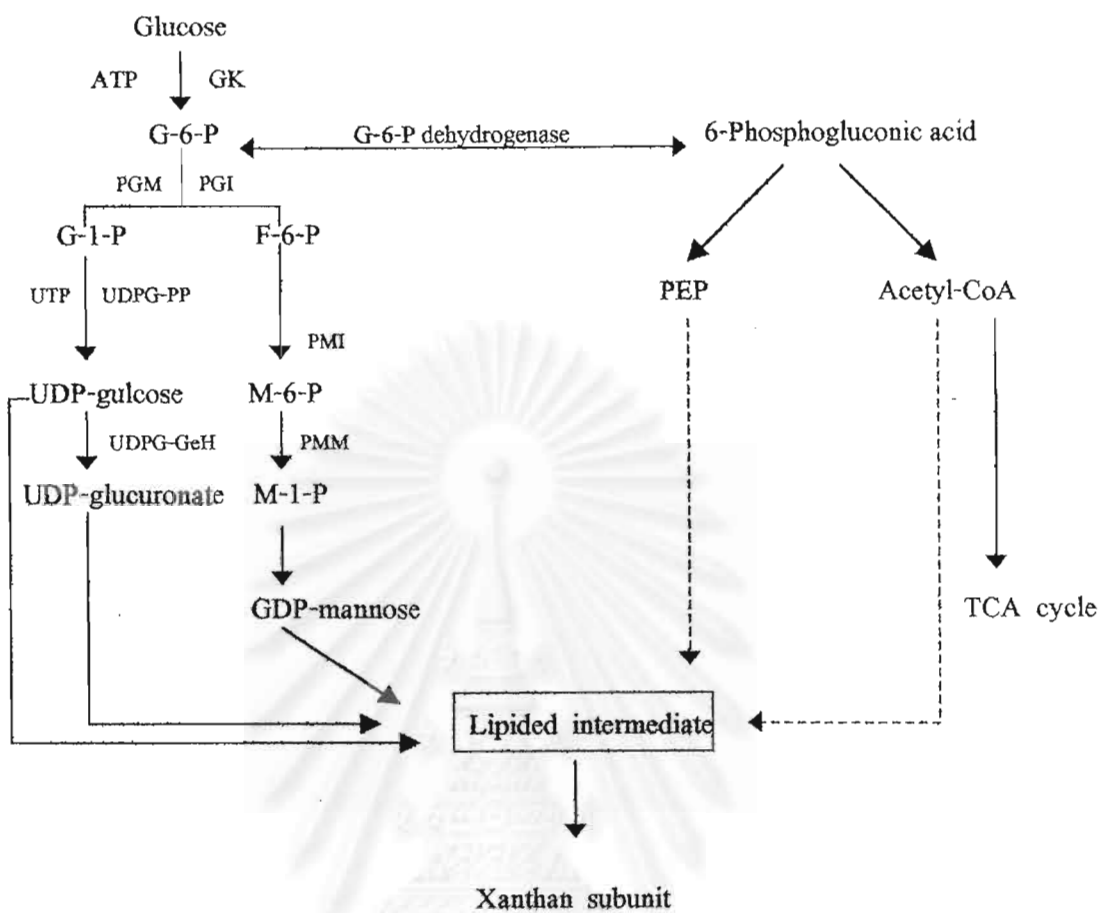 Glucose
ATP GK
G-6-P
G-6-P dehydrogenase
6-Phosphogluconic acid
PGM PGI
G-1-P F-6-P
PEP Acetyl-CoA
UTP UDPG-PP
PMI
UDP-gulcose M-6-P
UDPG-GeH PMM
UDP-glucuronate M-1-P
GDP-mannose
TCA cycle
Lipided intermediate
Xanthan subunit